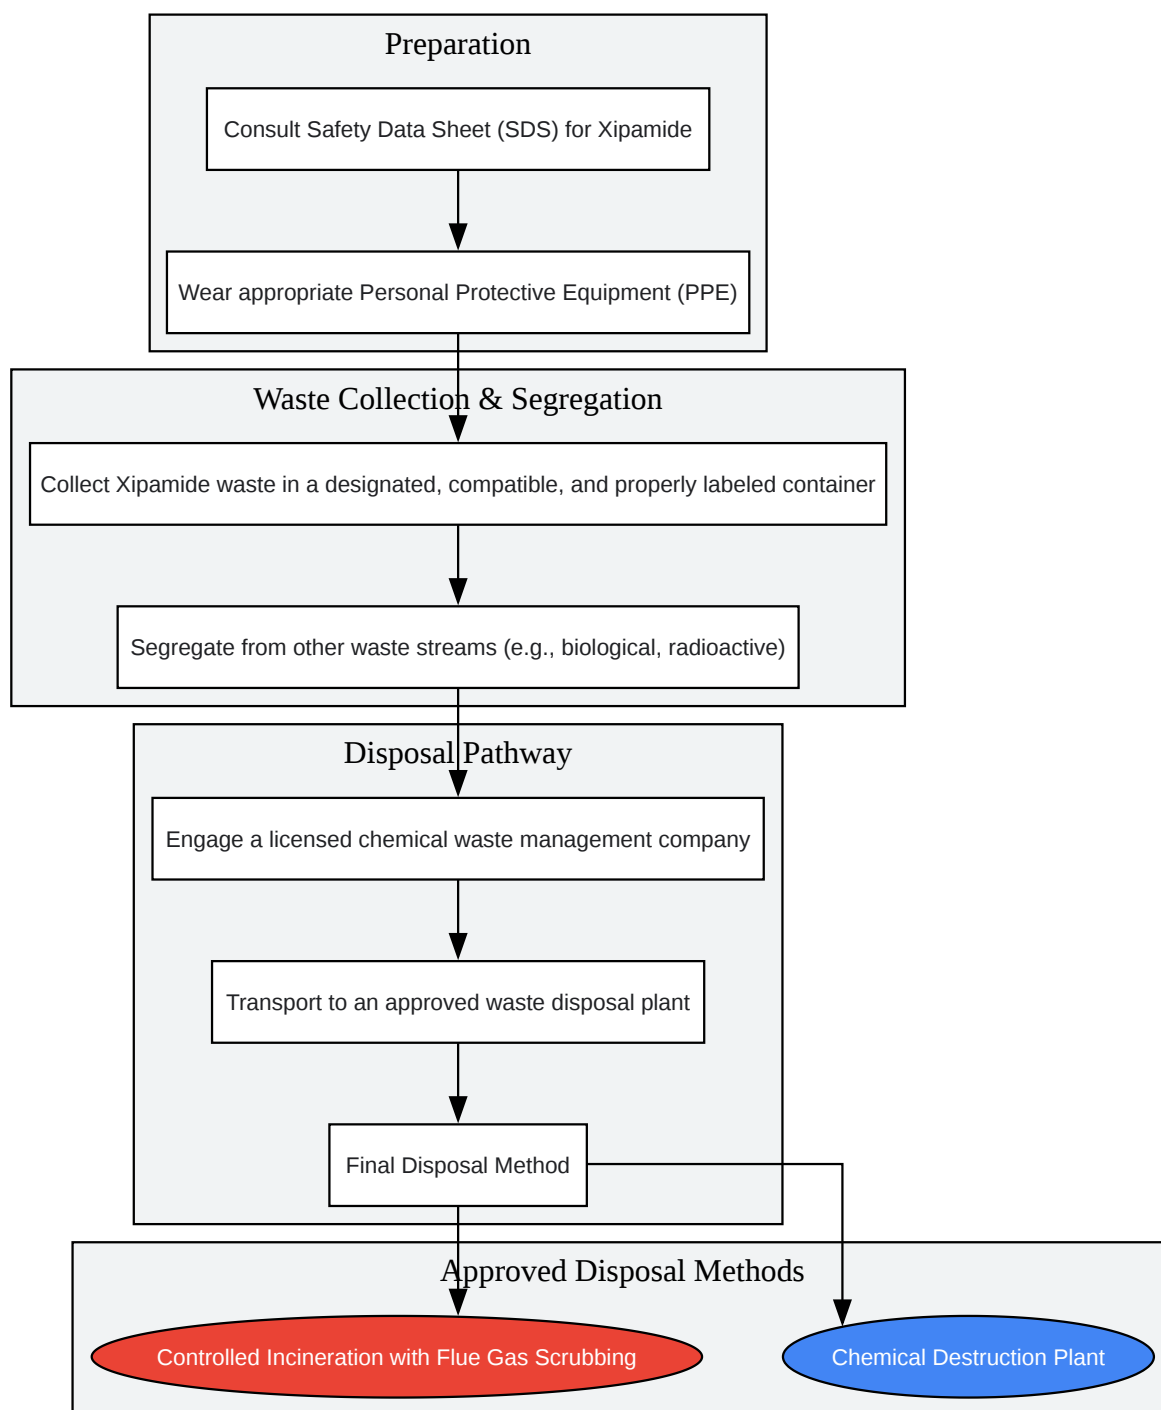 Preparation
Consult Safety Data Sheet (SDS) for Xipamide
Wear appropriate Personal Protective Equipment (PPE)
Waste Collection & Segregation
Collect Xipamide waste in a designated, compatible, and properly labeled container
Segregate from other waste streams (e.g., biological, radioactive)
Disposal Pathway
Engage a licensed chemical waste management company
Transport to an approved waste disposal plant
Final Disposal Method
Approved Disposal Methods
Controlled Incineration with Flue Gas Scrubbing
Chemical Destruction Plant